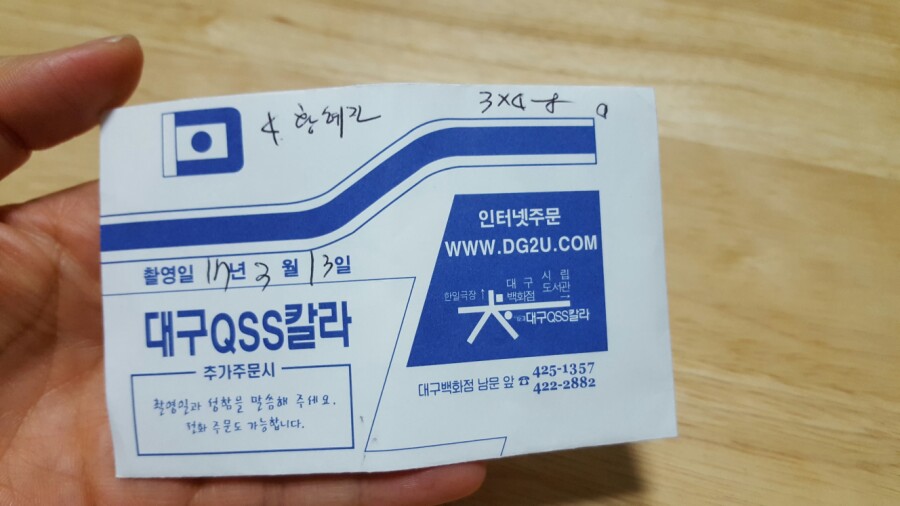 황혜진
3×4-8
인터넷주문
WWW.DG2U.COM
촬영일 17년 3월 13일
한일극장 ↑ 대구백화점 시립도서관 →
대구QSS칼라
대구QSS칼라
대구백화점 남문 앞 ☎ 425-1357
422-2882
추가주문시
촬영일과 성함을 말씀해 주세요.
전화 주문도 가능합니다.